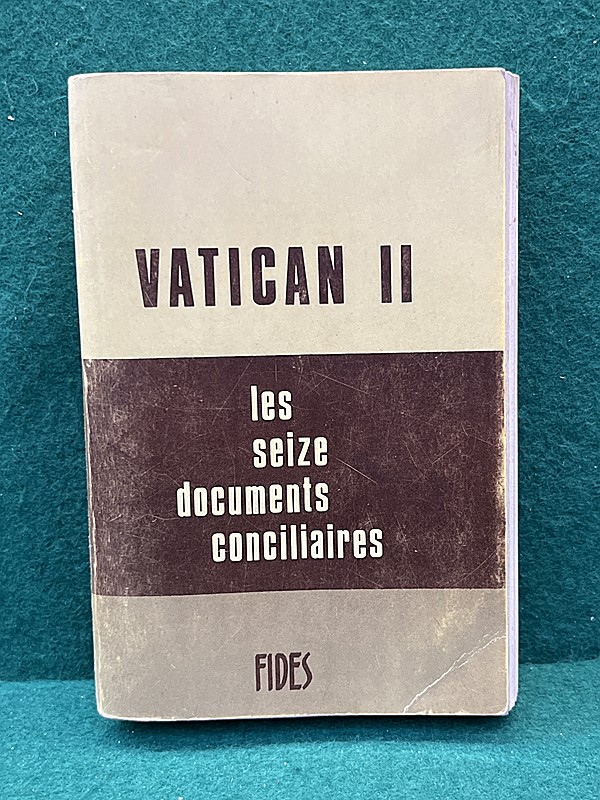 VATICAN II
les
seize
documents
conciliaires
FIDES